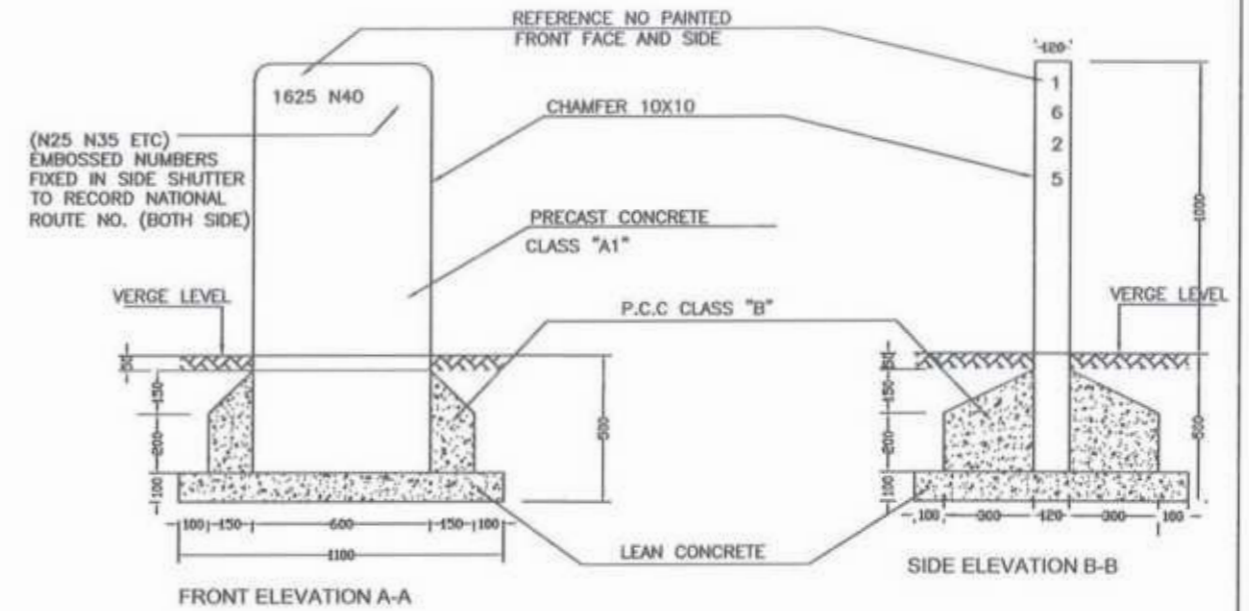 REFERENCE NO PAINTED
FRONT FACE AND SIDE
1625 N40
(N25 N35 ETC)
EMBOSSED NUMBERS
FIXED IN SIDE SHUTTER
TO RECORD NATIONAL
ROUTE NO. (BOTH SIDE)
CHAMFER 10X10
PRECAST CONCRETE
CLASS "A1"
VERGE LEVEL
P.C.C CLASS "B"
50
150
200
100
500
100
150
600
150
100
1100
LEAN CONCRETE
FRONT ELEVATION A-A
120
1
6
2
5
1000
VERGE LEVEL
50
150
200
100
500
100
300
120
300
100
SIDE ELEVATION B-B